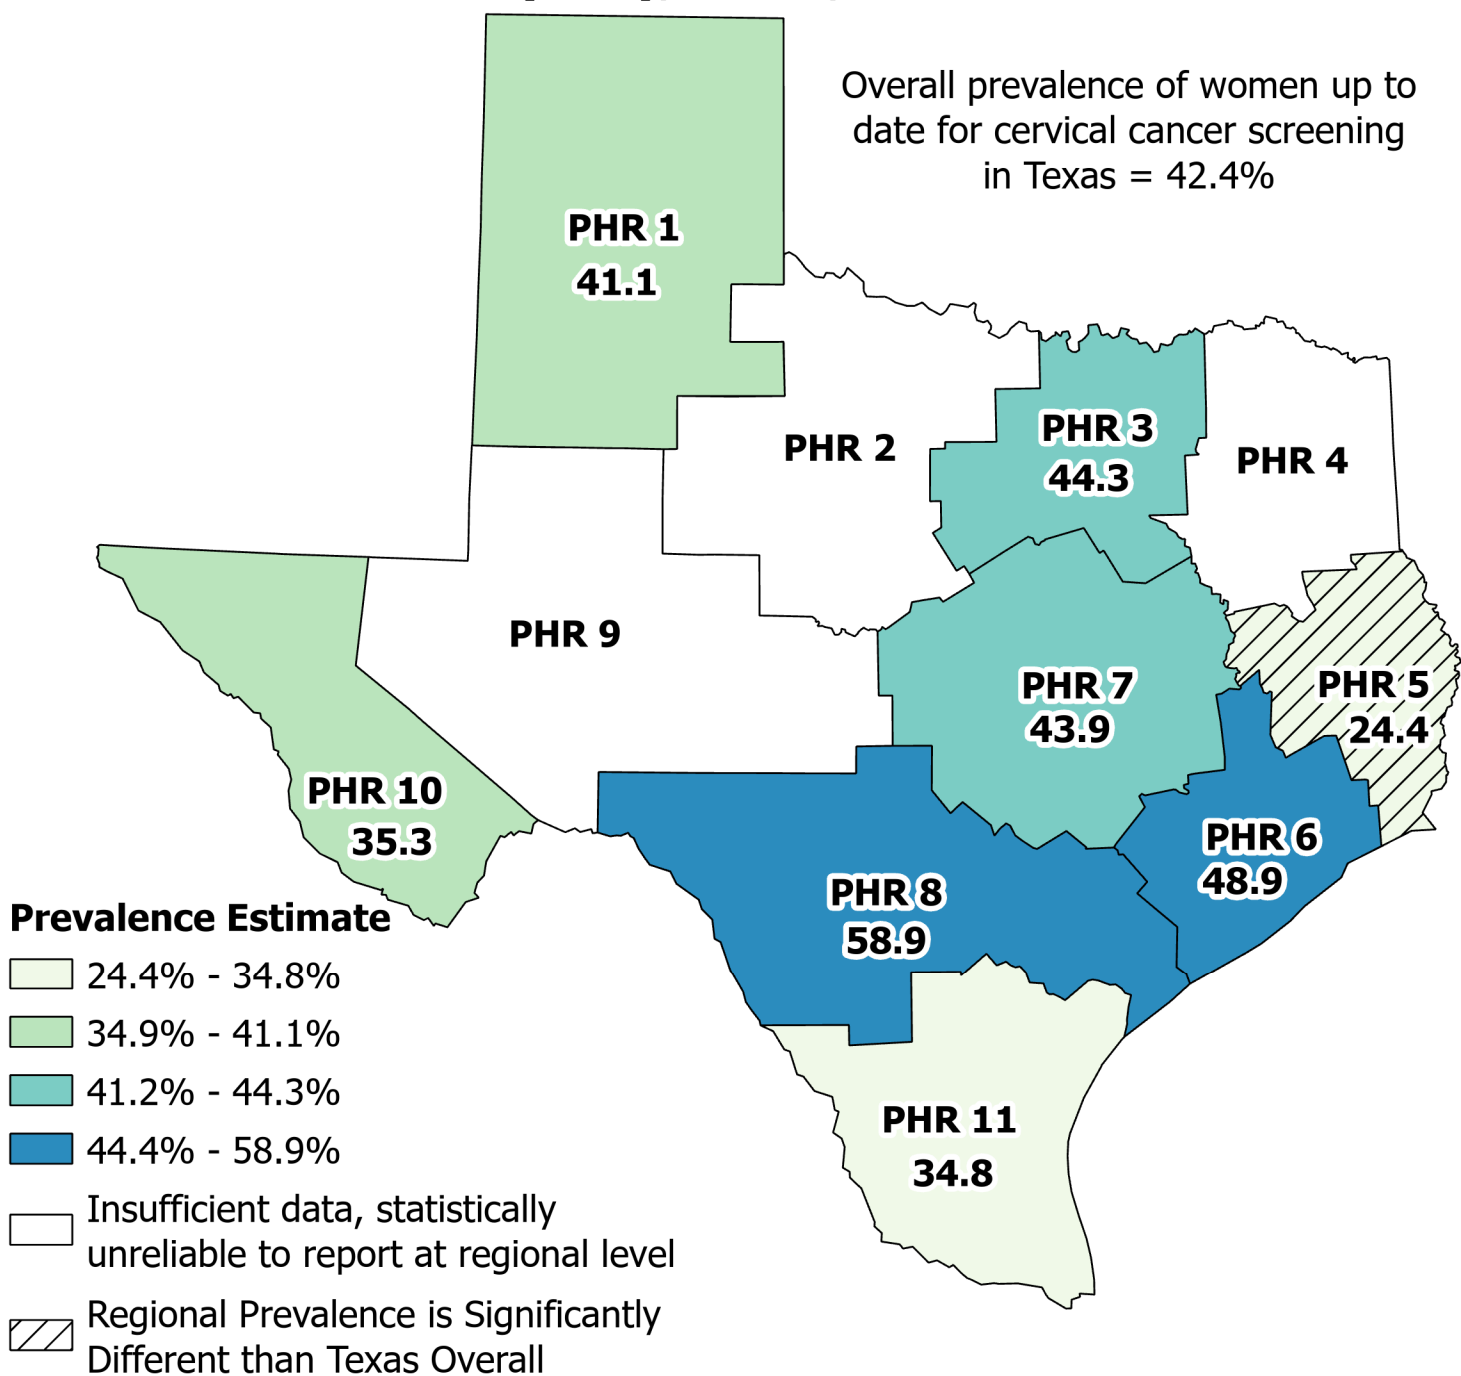 Overall prevalence of women up to
date for cervical cancer screening
in Texas = 42.4%
PHR 1
41.1
PHR 2
PHR 3
44.3
PHR 4
PHR 9
PHR 7
43.9
PHR 5
24.4
PHR 10
35.3
PHR 6
48.9
PHR 8
58.9
PHR 11
34.8
Prevalence Estimate
24.4% - 34.8%
34.9% - 41.1%
41.2% - 44.3%
44.4% - 58.9%
Insufficient data, statistically
unreliable to report at regional level
Regional Prevalence is Significantly
Different than Texas Overall